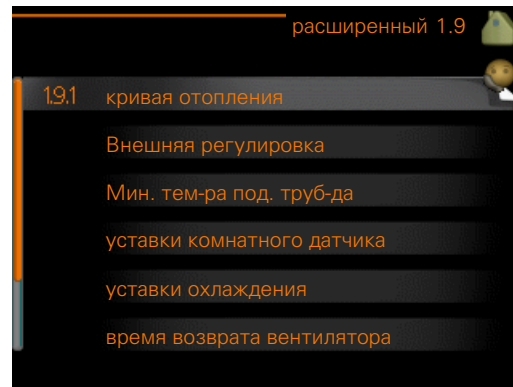 расширенный 1.9
1.9.1 кривая отопления
Внешняя регулировка
Мин. тем-ра под. труб-да
уставки комнатного датчика
уставки охлаждения
время возврата вентилятора